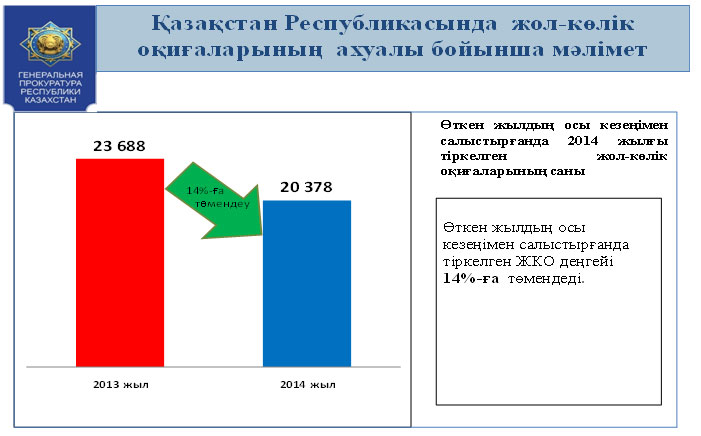 Қазақстан Республикасында жол-көлік
оқиғаларының ахуалы бойынша мәлімет
ГЕНЕРАЛЬНАЯ
ПРОКУРАТУРА
РЕСПУБЛИКИ
КАЗАХСТАН
23 688
14%-ға
төмендеу
20 378
2013 жыл
2014 жыл
Өткен жылдың осы кезеңімен
салыстырғанда 2014 жылғы
тіркелген жол-көлік
оқиғаларының саны
Өткен жылдың осы
кезеңімен салыстырғанда
тіркелген ЖКО деңгейі
14%-ға төмендеді.